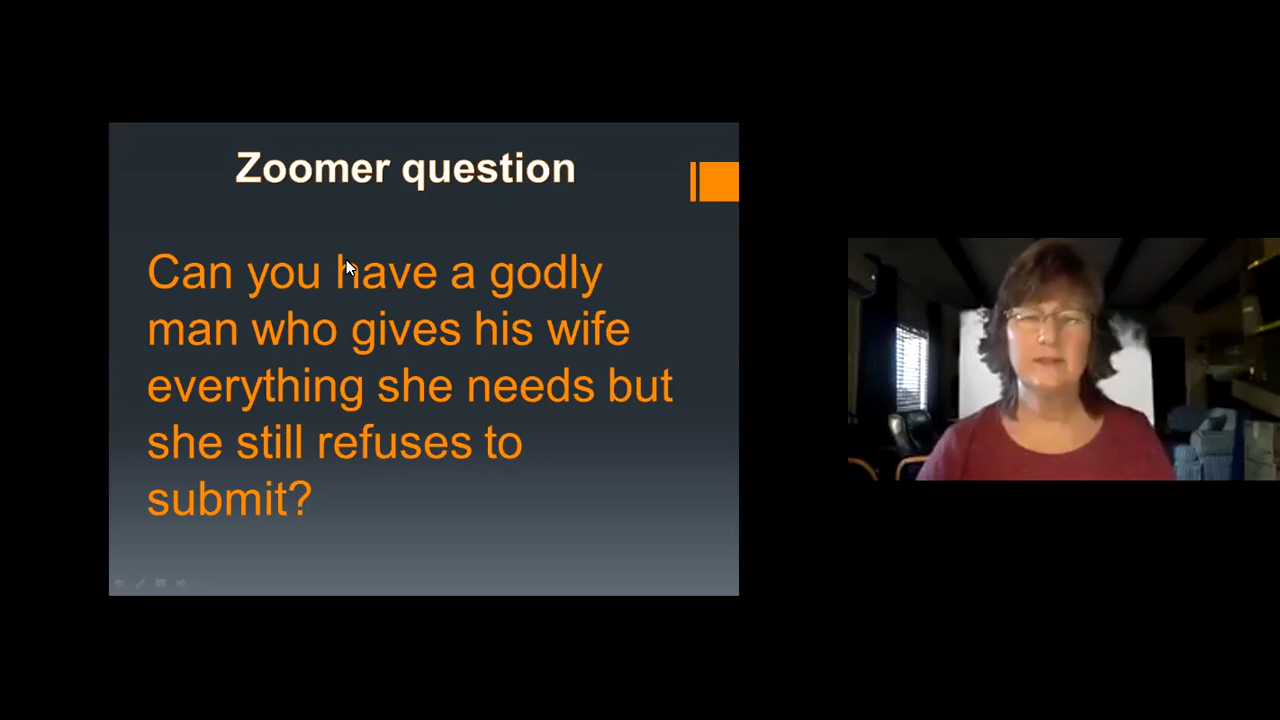 Zoomer question
Can you have a godly
man who gives his wife
everything she needs but
she still refuses to
submit?